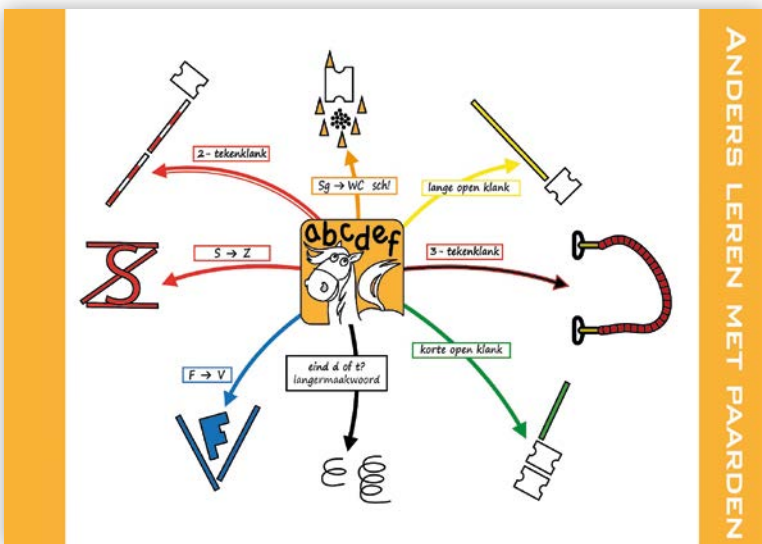 2 - tekenklank
Sg → WC sch!
lange open klank
abcdef
S → Z
3 - tekenklank
S
F → V
eind d of t?
langermaakwoord
korte open klank
F
ANDERS LEREN MET PAARDEN